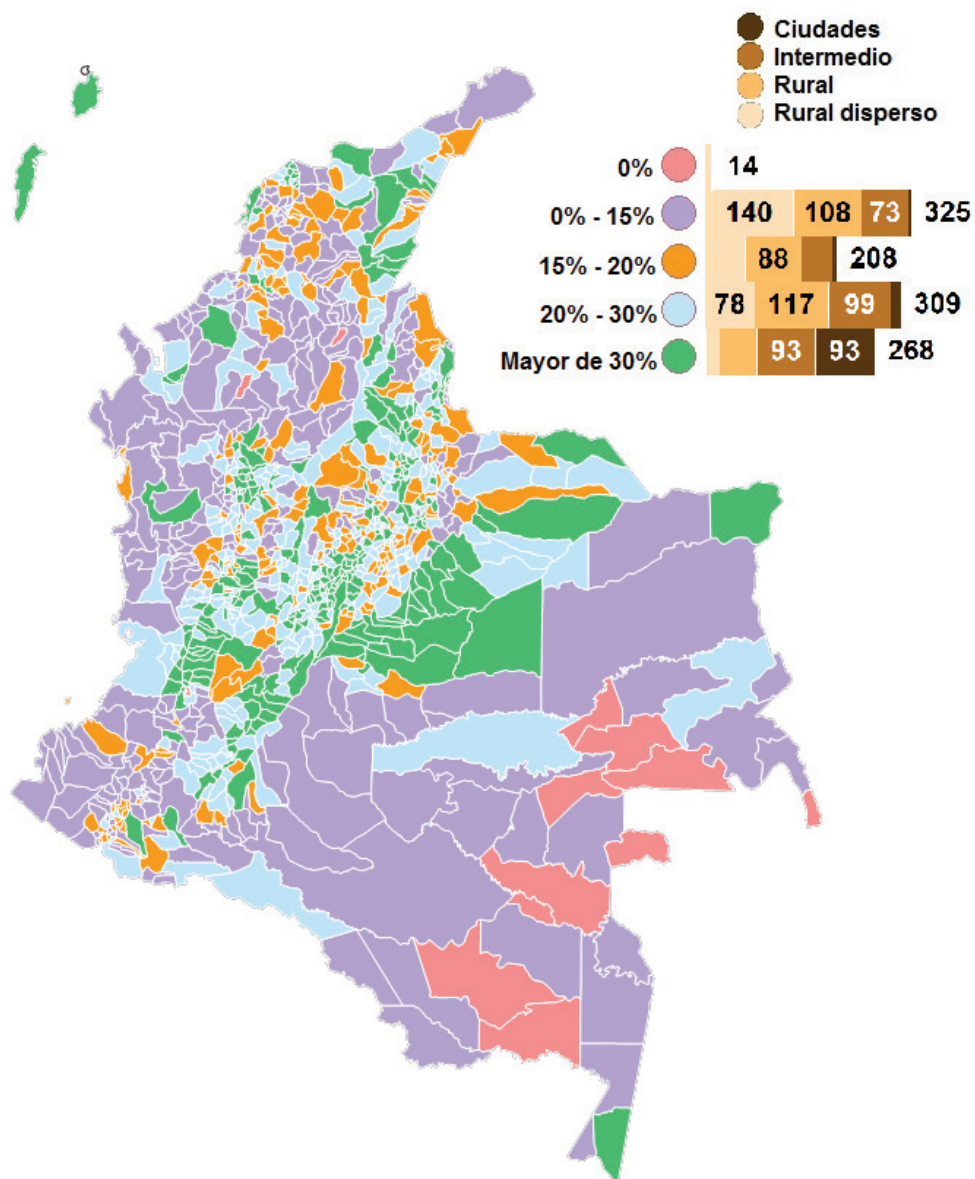 Ciudades
Intermedio
Rural
Rural disperso
0% 14
0% - 15% 140 108 73 325
15% - 20% 88 208
20% - 30% 78 117 99 309
Mayor de 30% 93 93 268